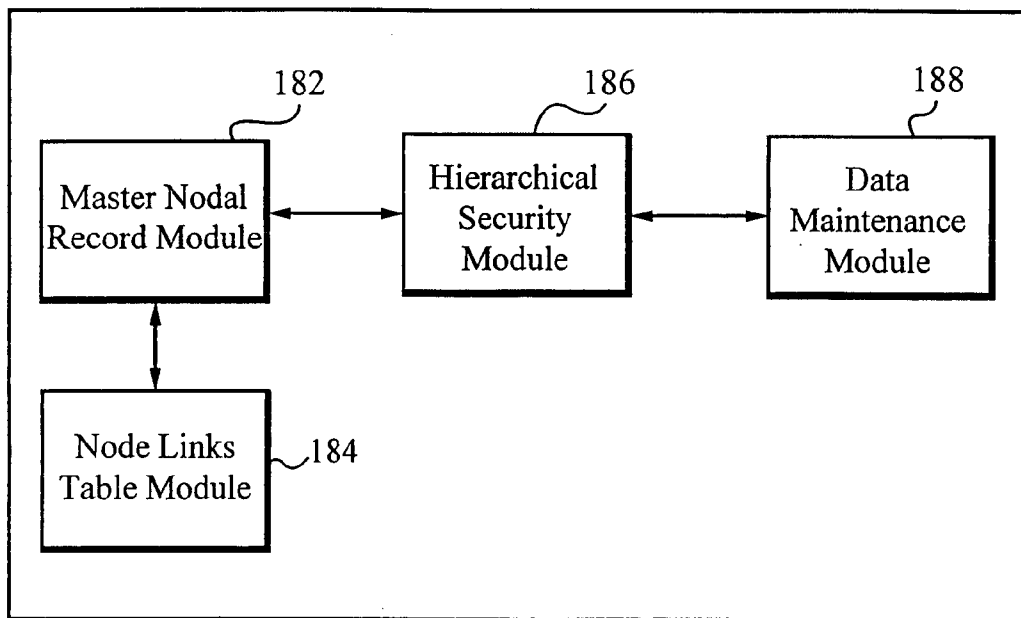 182
Master Nodal
Record Module
186
Hierarchical
Security
Module
188
Data
Maintenance
Module
Node Links
Table Module
184